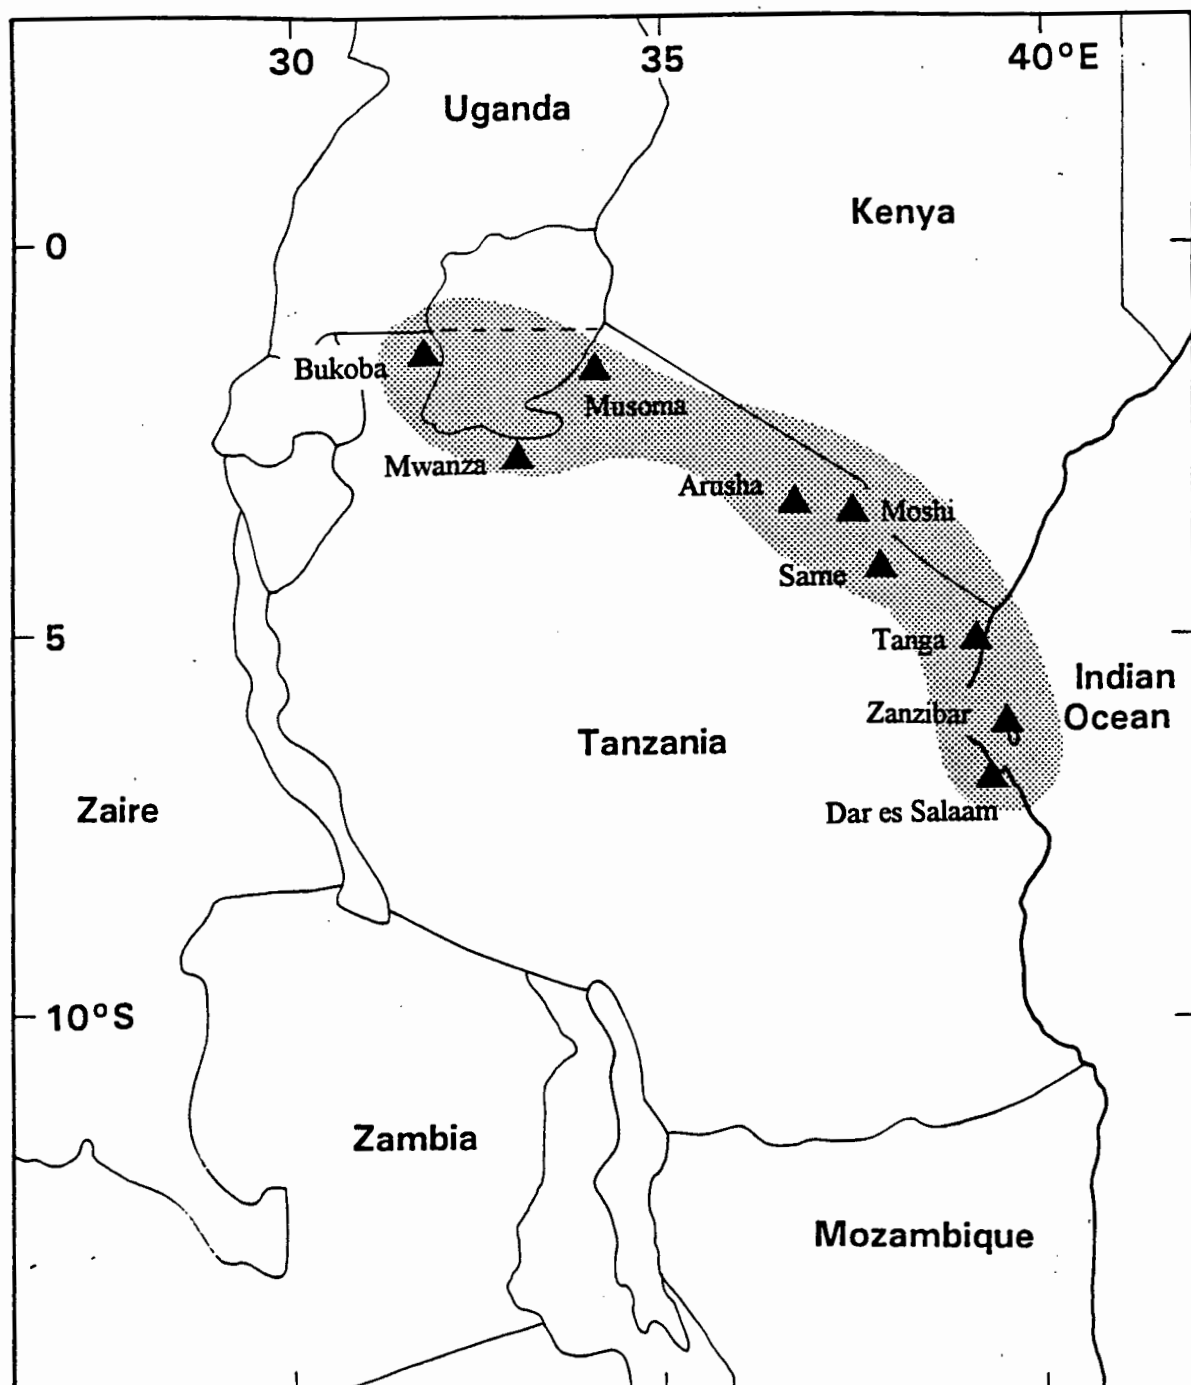 30
35
40°E
Uganda
Kenya
0
Bukoba
Musoma
Mwanza
Arusha
Moshi
Same
5
Tanga
Indian
Ocean
Zanzibar
Tanzania
Zaire
Dar es Salaam
10°S
Zambia
Mozambique